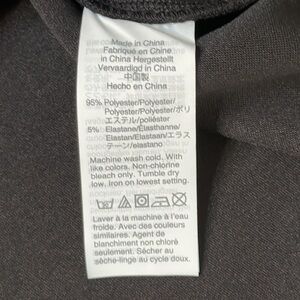 Made in China
Fabriqué en Chine
in China Hergestellt
Vervaardigd in China
中国製
Hecho en China
95% Polyester/Polyester/
Polyester/Polyester/ポリ
エステル/poliéster
5% Elastane/Élasthanne/
Elastan/Elastaan/エラス
テーン/elastano
Machine wash cold. With
like colors. Non-chlorine
bleach only. Tumble dry
low. Iron on lowest setting.
Laver à la machine à l'eau
froide. Avec des couleurs
similaires. Agent de
blanchiment non chloré
seulement. Sécher au
sèche-linge au cycle doux.